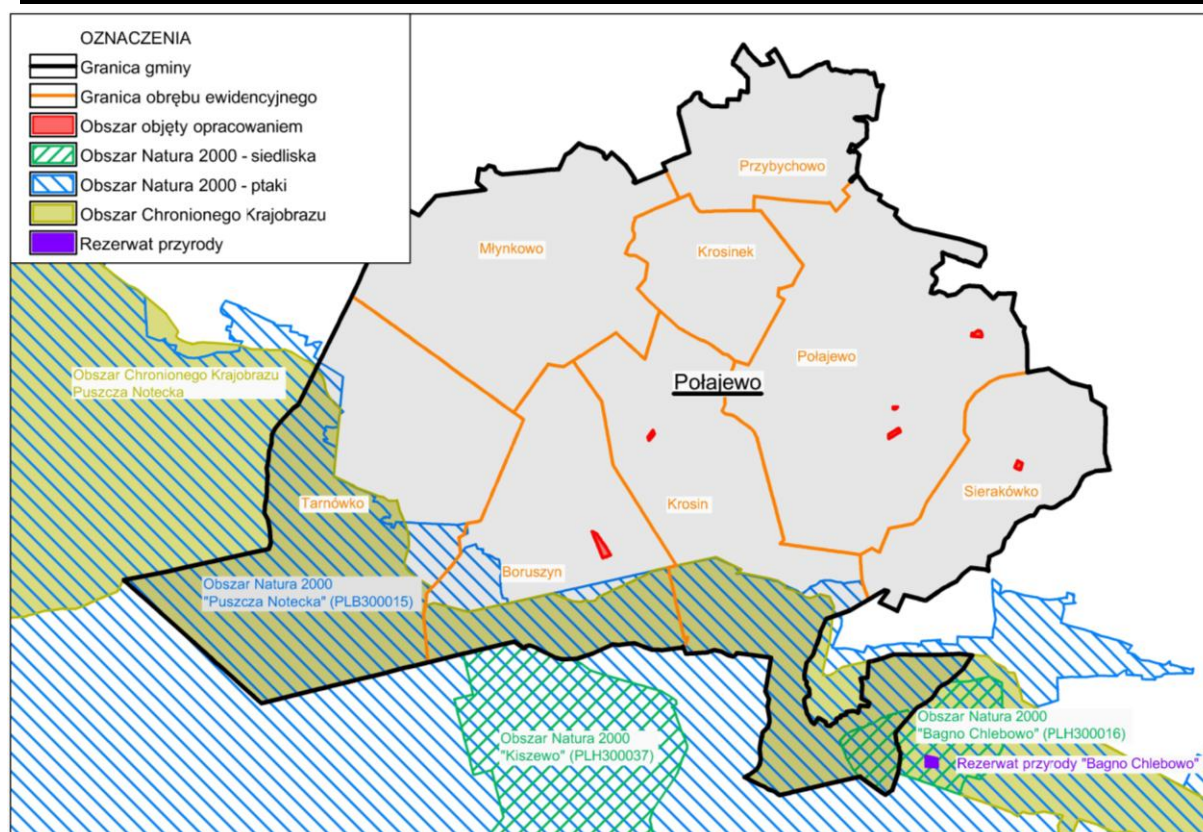 OZNACZENIA
Granica gminy
Granica obrębu ewidencyjnego
Obszar objęty opracowaniem
Obszar Natura 2000 - siedliska
Obszar Natura 2000 - ptaki
Obszar Chronionego Krajobrazu
Rezerwat przyrody
Przybychowo
Młynkowo
Krosinek
Połajewo
Obszar Chronionego Krajobrazu
Puszcza Notecka
Połajewo
Sierakówko
Tarnówko
Krosin
Boruszyn
Obszar Natura 2000
"Puszcza Notecka" (PLB300015)
Obszar Natura 2000
"Kiszewo" (PLH300037)
Obszar Natura 2000
"Bagno Chlebowo" (PLH300016)
Rezerwat przyrody "Bagno Chlebowo"